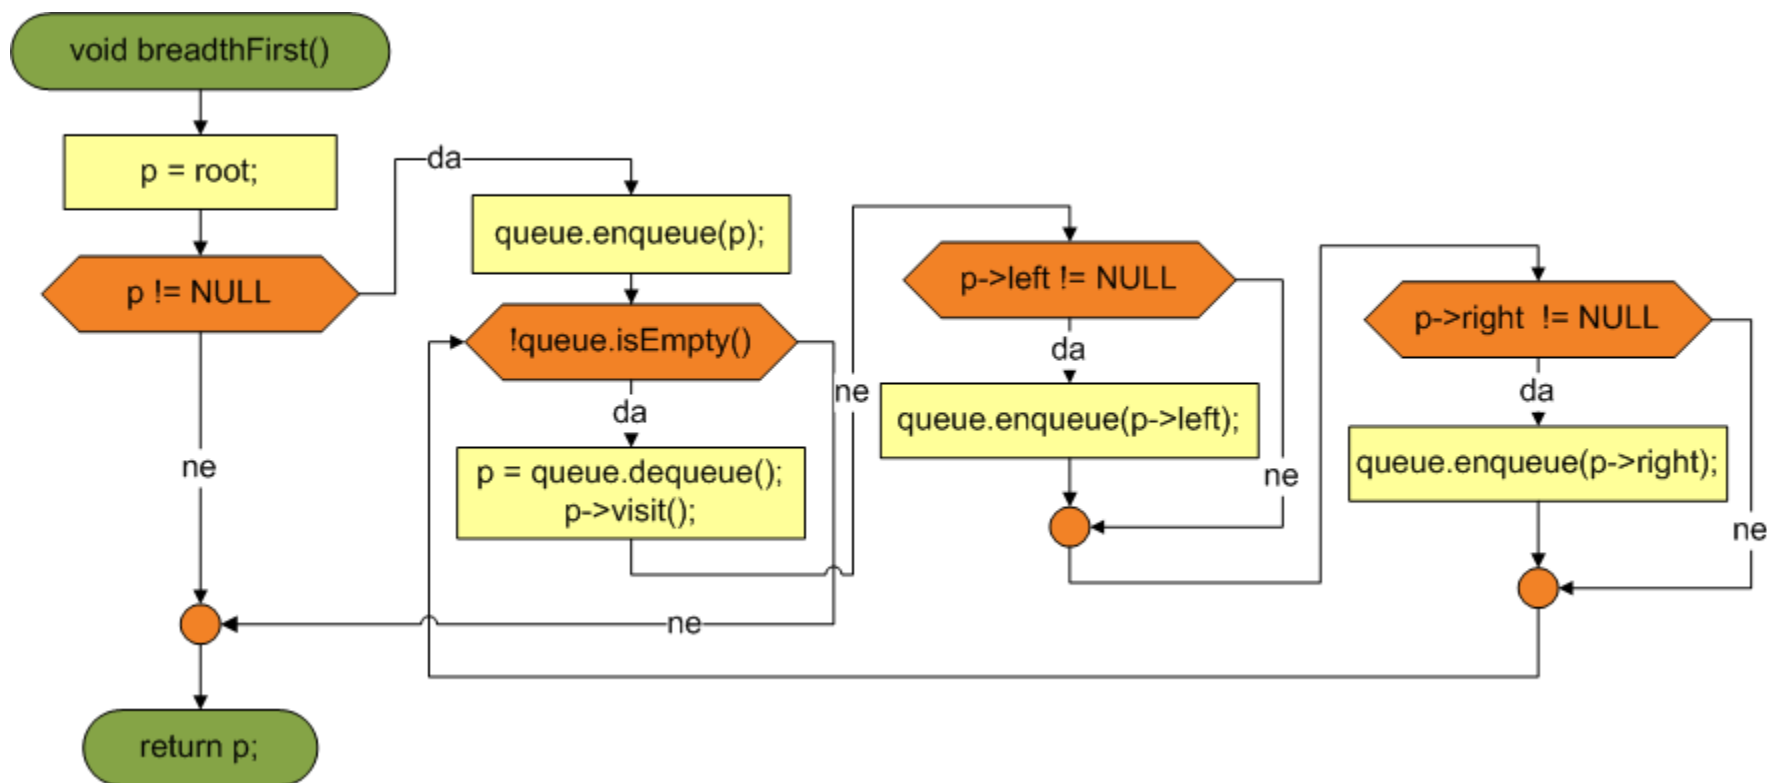 void breadthFirst()
p = root;
p != NULL
ne
return p;
da
queue.enqueue(p);
!queue.isEmpty()
da
p = queue.dequeue();
p->visit();
ne
ne
p->left != NULL
da
queue.enqueue(p->left);
ne
p->right != NULL
da
queue.enqueue(p->right);
ne